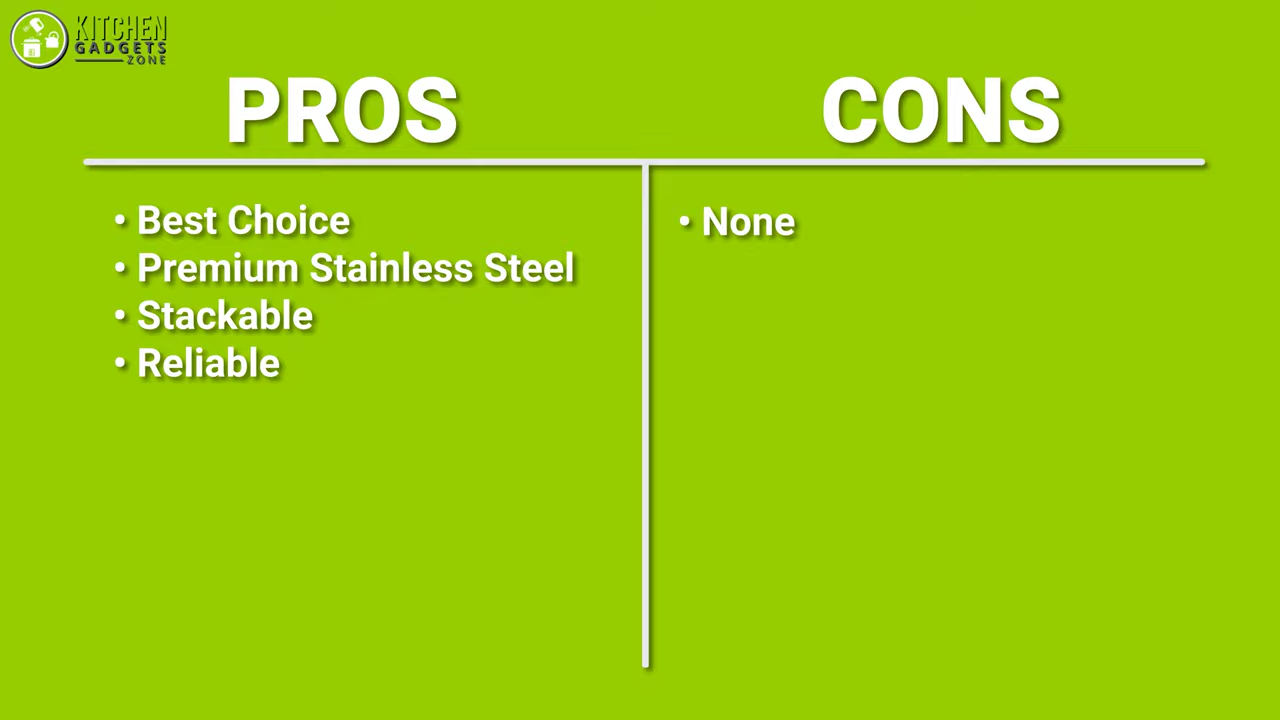 KITCHEN
GADGETS
ZONE
PROS
CONS
• Best Choice
• Premium Stainless Steel
• Stackable
• Reliable
• None